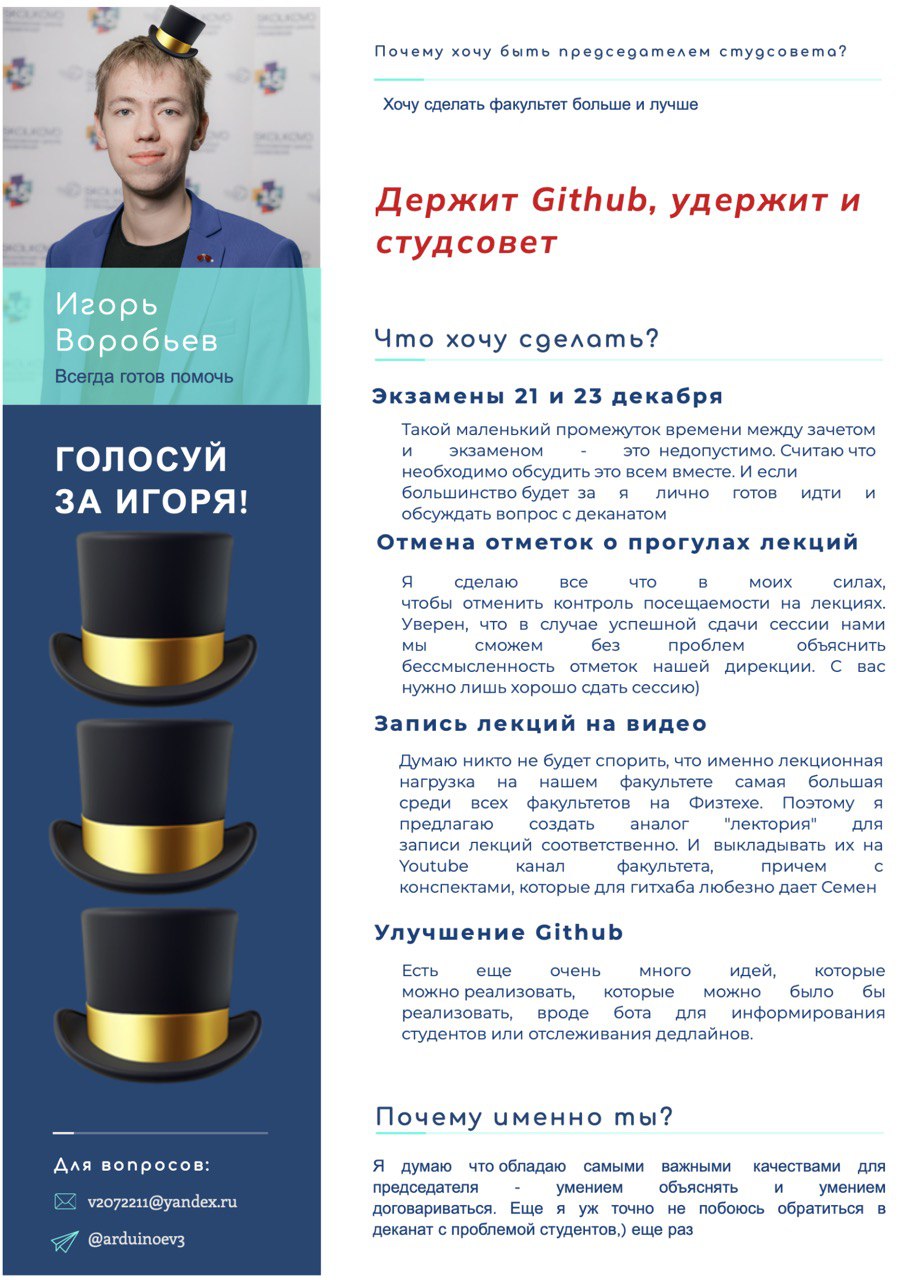 Игорь
Воробьев
Всегда готов помочь
ГОЛОСУЙ
ЗА ИГОРЯ!
Для вопросов:
v2072211@yandex.ru
@arduinoev3
Почему хочу быть председателем студсовета?
Хочу сделать факультет больше и лучше
Держит Github, удержит и
студсовет
Что хочу сделать?
Экзамены 21 и 23 декабря
Такой маленький промежуток времени между зачетом
и экзаменом - это недопустимо. Считаю что
необходимо обсудить это всем вместе. И если
большинство будет за я лично готов идти и
обсуждать вопрос с деканатом
Отмена отметок о прогулах лекций
Я сделаю все что в моих силах,
чтобы отменить контроль посещаемости на лекциях.
Уверен, что в случае успешной сдачи сессии нами
мы сможем без проблем объяснить
бессмысленность отметок нашей дирекции. С вас
нужно лишь хорошо сдать сессию)
Запись лекций на видео
Думаю никто не будет спорить, что именно лекционная
нагрузка на нашем факультете самая большая
среди всех факультетов на Физтехе. Поэтому я
предлагаю создать аналог "лектория" для
записи лекций соответственно. И выкладывать их на
Youtube канал факультета, причем с
конспектами, которые для гитхаба любезно дает Семен
Улучшение Github
Есть еще очень много идей, которые
можно реализовать, которые можно было бы
реализовать, вроде бота для информирования
студентов или отслеживания дедлайнов.
Почему именно ты?
Я думаю что обладаю самыми важными качествами для
председателя - умением объяснять и умением
договариваться. Еще я уж точно не побоюсь обратиться в
деканат с проблемой студентов,) еще раз